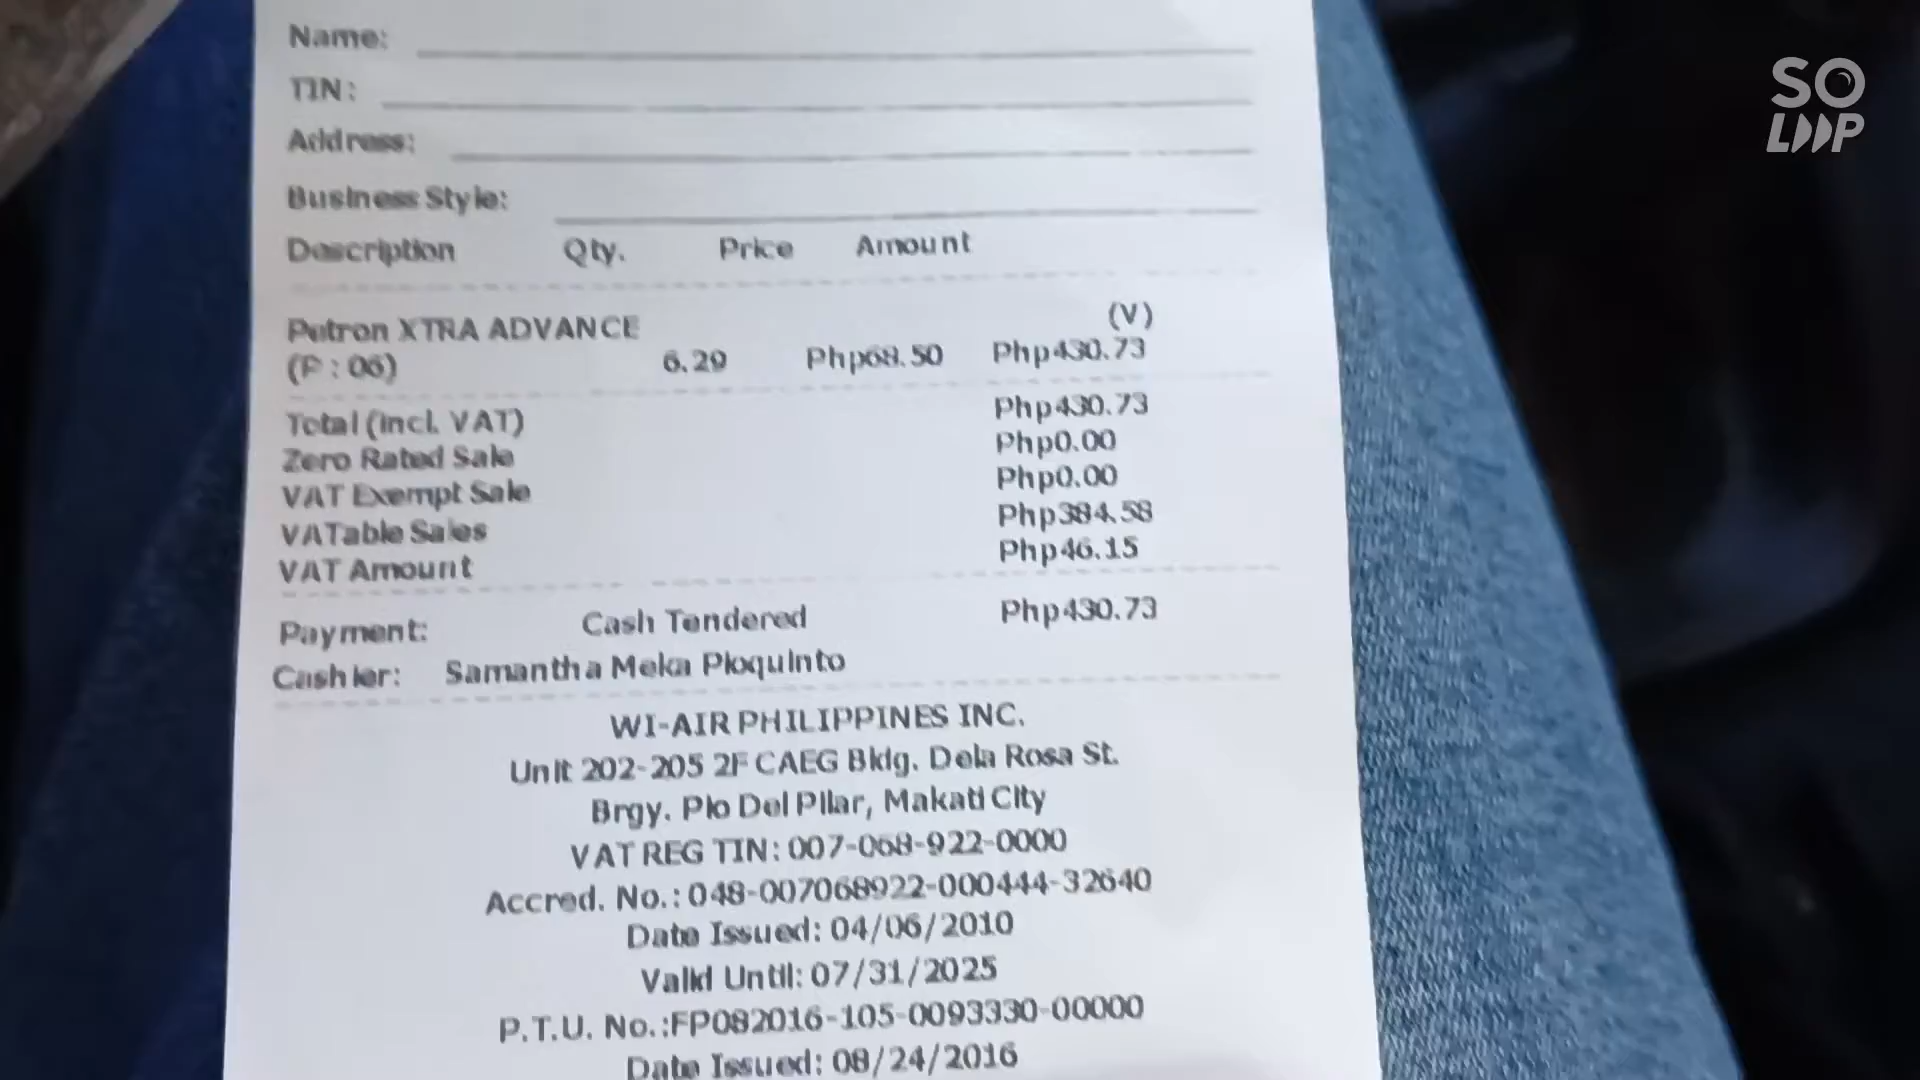 SO
LOOP
Name:
TIN:
Address:
Business Style:
Description Qty. Price Amount
(V)
Petron XTRA ADVANCE
(P : 06) 6.29 Php68.50 Php430.73
Total (incl. VAT) Php430.73
Zero Rated Sale Php0.00
VAT Exempt Sale Php0.00
VATable Sales Php384.58
VAT Amount Php46.15
Payment: Cash Tendered Php430.73
Cashier: Samantha Meka Pioquinto
WI-AIR PHILIPPINES INC.
Unit 202-205 2F CAEG Bldg. Dela Rosa St.
Brgy. Pio Del Pilar, Makati City
VAT REG TIN: 007-068-922-0000
Accred. No.: 048-007068922-000444-32640
Date Issued: 04/06/2010
Valid Until: 07/31/2025
P.T.U. No.:FP082016-105-0093330-00000
Date Issued: 08/24/2016